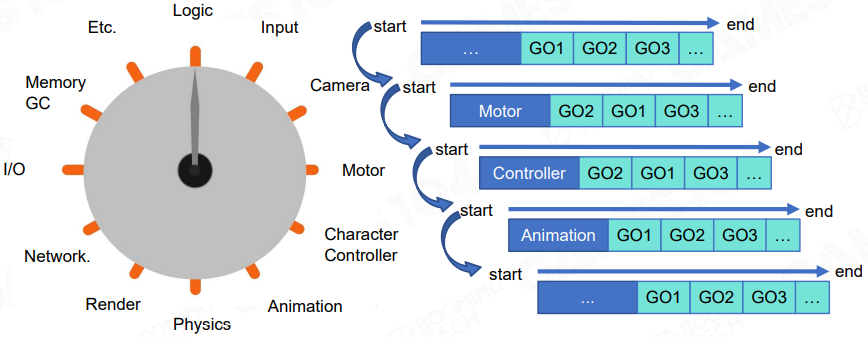 Logic
Input
Camera
Motor
Character
Controller
Animation
Physics
Render
Network.
I/O
Memory
GC
Etc.
start end
... GO1 GO2 GO3 ...
start end
Motor GO2 GO1 GO3 ...
start end
Controller GO2 GO1 GO3 ...
start end
Animation GO1 GO2 GO3 ...
start end
... GO1 GO2 GO3 ...